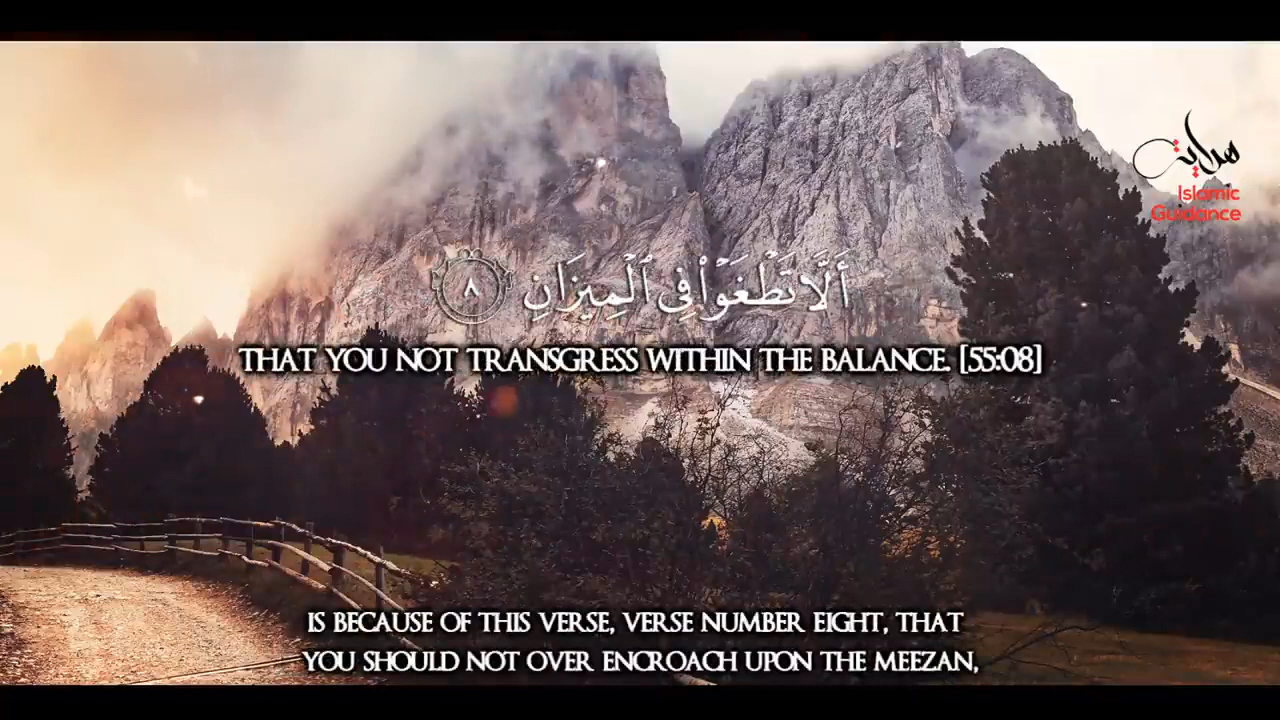 هداية
Islamic
Guidance
أَلَّا تَطْغَوْا۟ فِى ٱلْمِيزَانِ ٨
THAT YOU NOT TRANSGRESS WITHIN THE BALANCE. [55:08]
IS BECAUSE OF THIS VERSE, VERSE NUMBER EIGHT, THAT
YOU SHOULD NOT OVER ENCROACH UPON THE MEEZAN,